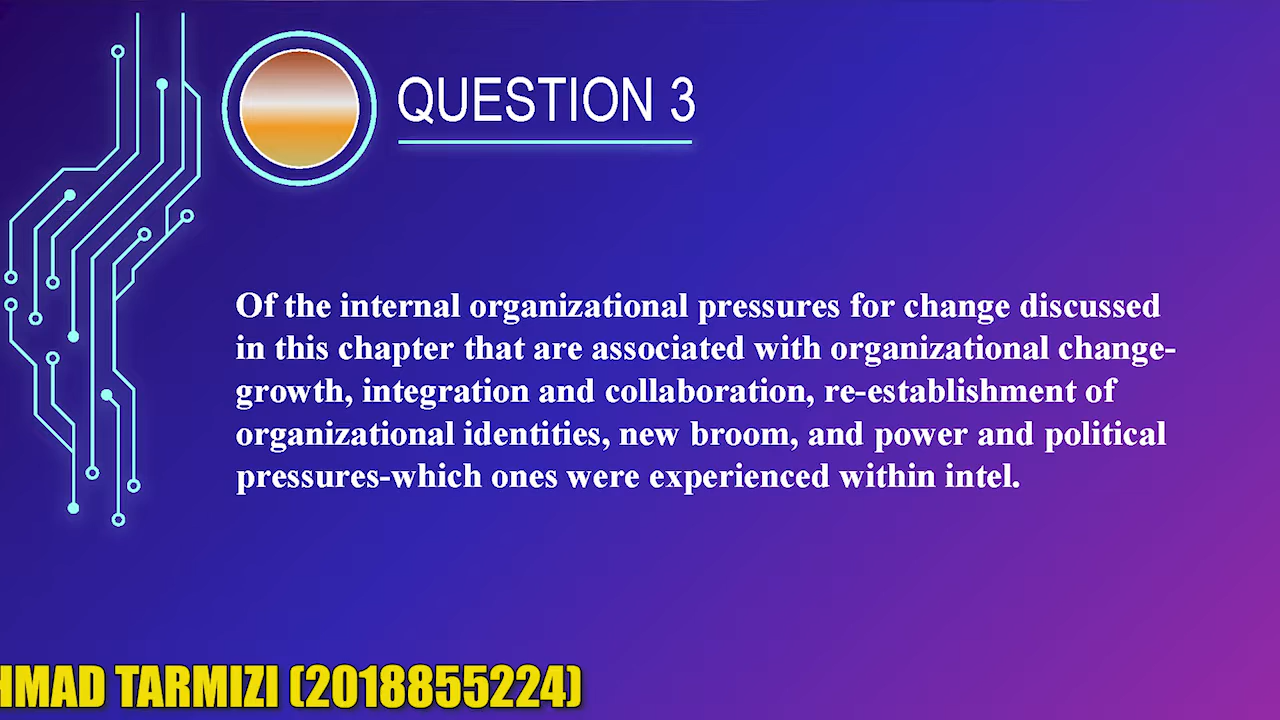 QUESTION 3
Of the internal organizational pressures for change discussed
in this chapter that are associated with organizational change-
growth, integration and collaboration, re-establishment of
organizational identities, new broom, and power and political
pressures-which ones were experienced within intel.
HMAD TARMIZI (2018855224)